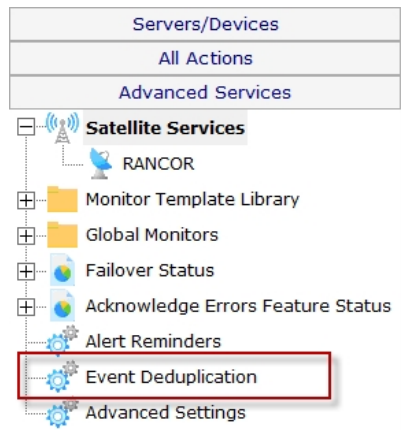 Servers/Devices
All Actions
Advanced Services
Satellite Services
RANCOR
Monitor Template Library
Global Monitors
Failover Status
Acknowledge Errors Feature Status
Alert Reminders
Event Deduplication
Advanced Settings